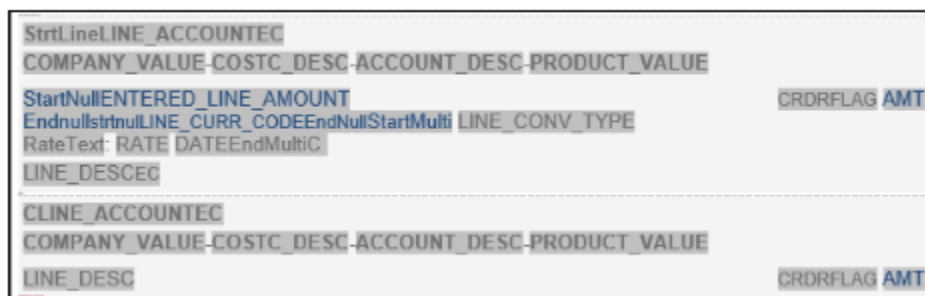 StrtLineLINE_ACCOUNTEC
COMPANY_VALUE-COSTC_DESC-ACCOUNT_DESC-PRODUCT_VALUE
StartNullENTERED_LINE_AMOUNT CRDRFLAG AMT
EndnullstrtnullLINE_CURR_CODEEndNullStartMulti LINE_CONV_TYPE
RateText: RATE DATEEndMultiC
LINE_DESCEC
CLINE_ACCOUNTEC
COMPANY_VALUE-COSTC_DESC-ACCOUNT_DESC-PRODUCT_VALUE
LINE_DESC CRDRFLAG AMT